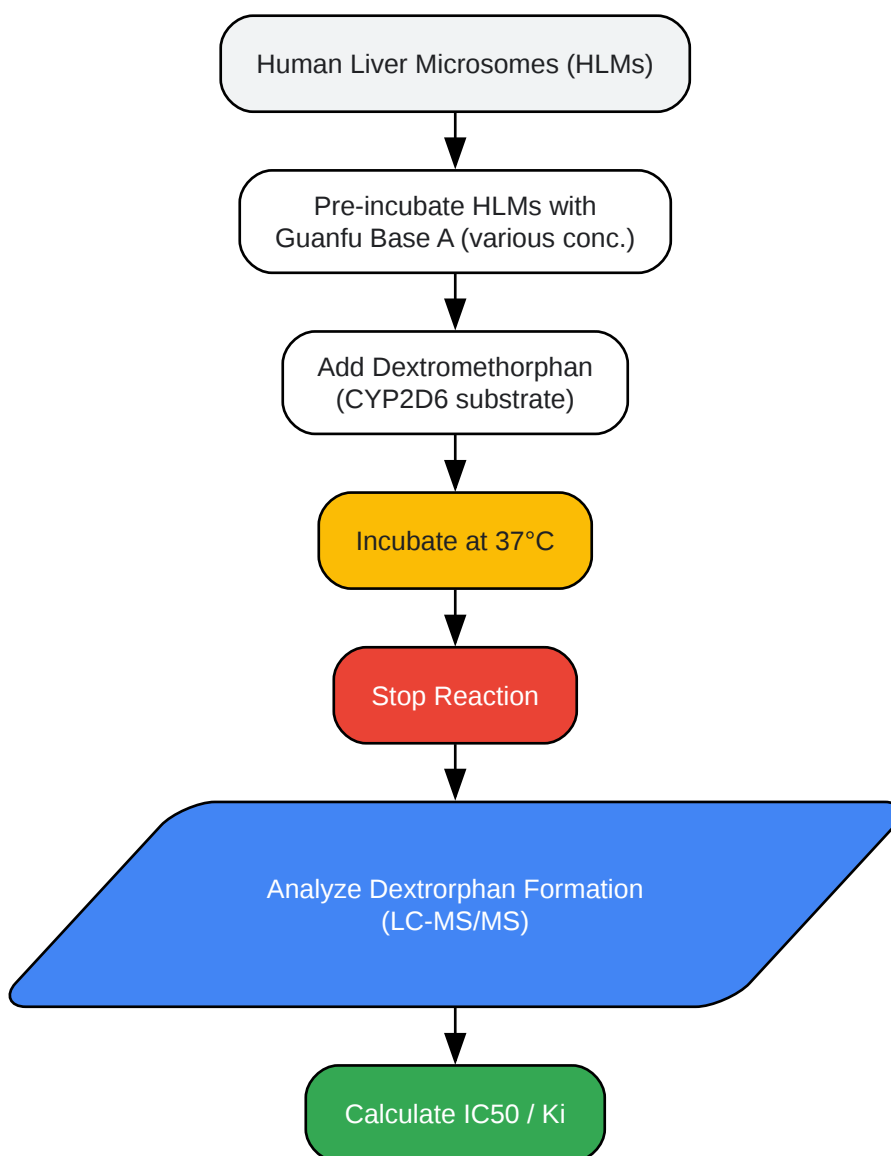 Human Liver Microsomes (HLMs)
Pre-incubate HLMs with
Guanfu Base A (various conc.)
Add Dextromethorphan
(CYP2D6 substrate)
Incubate at 37°C
Stop Reaction
Analyze Dextrorphan Formation
(LC-MS/MS)
Calculate IC50 / Ki